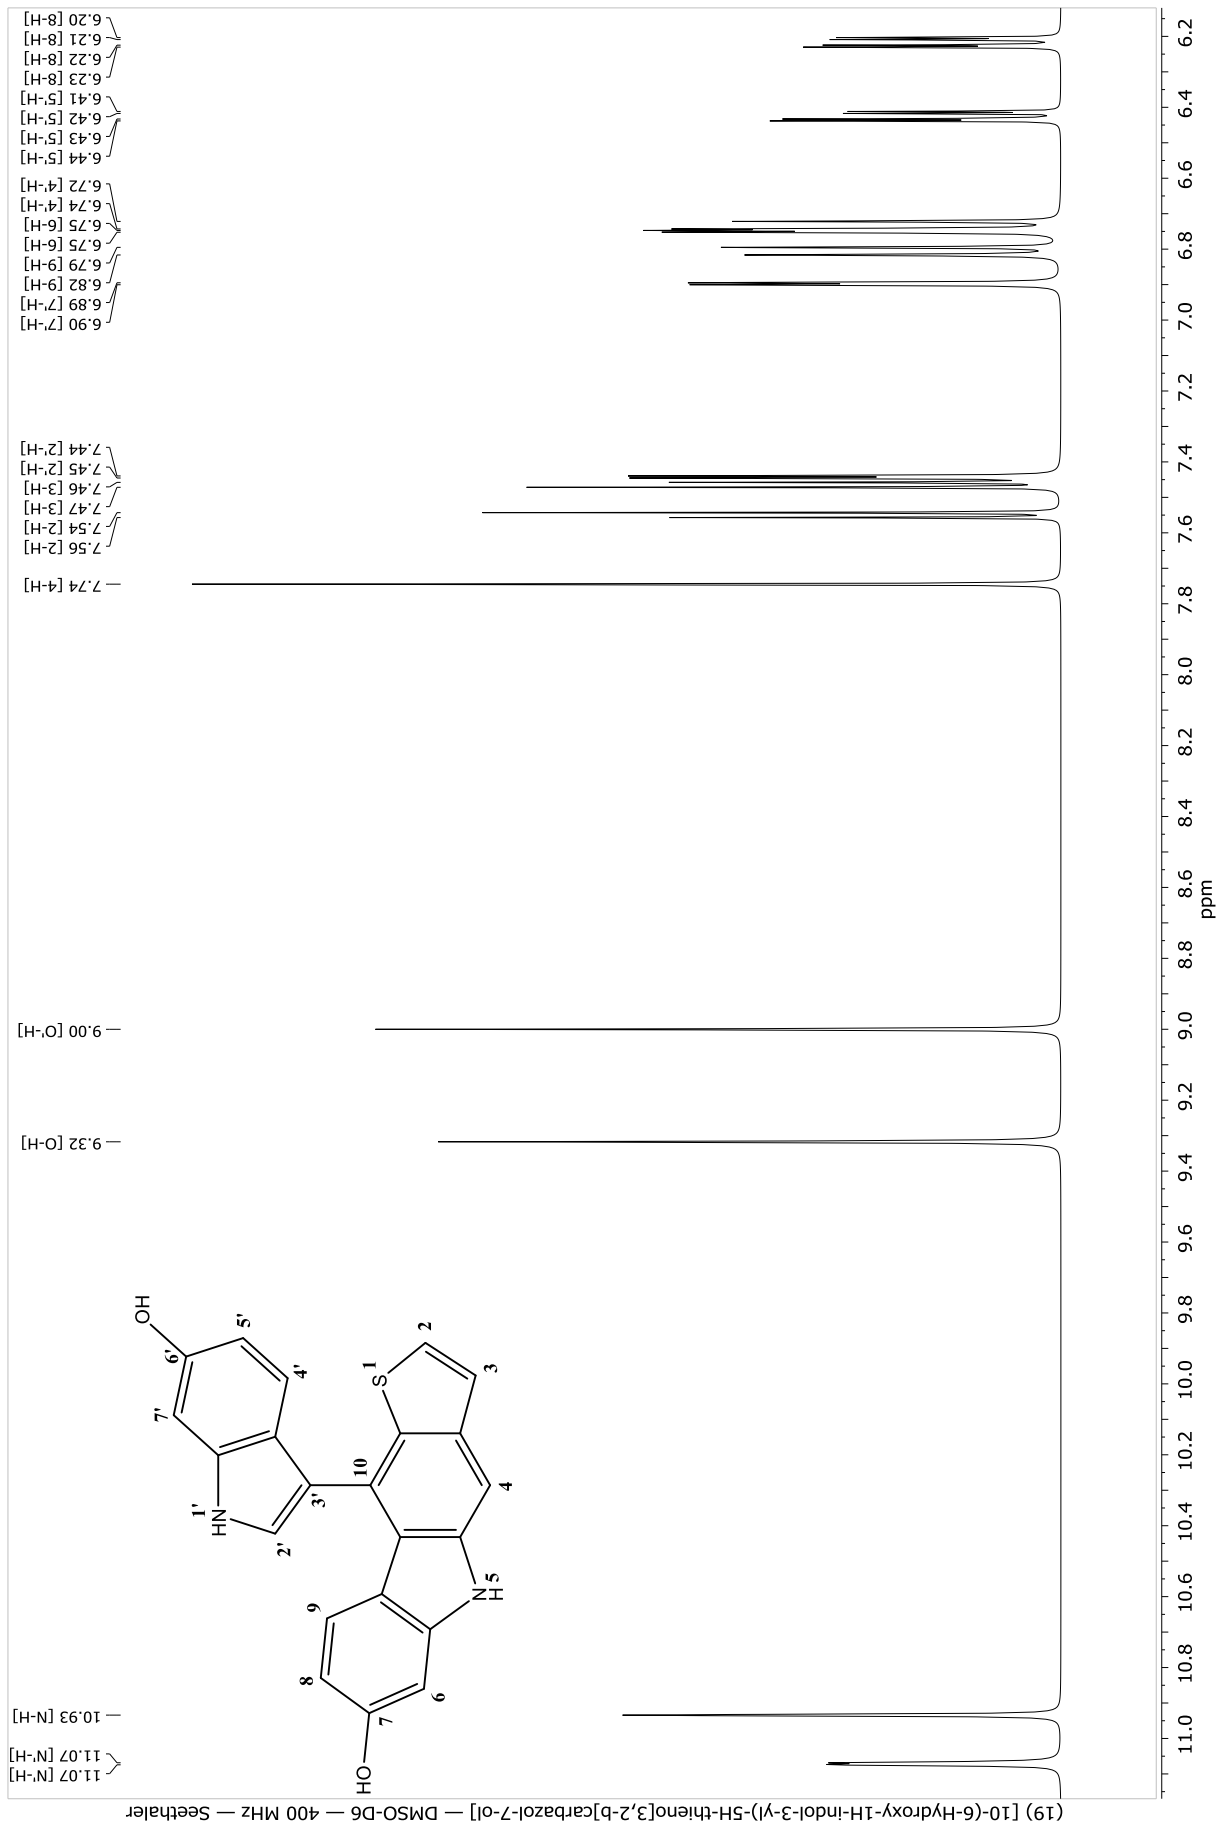 (19) [10-(6-Hydroxy-1H-indol-3-yl)-5H-thieno[3,2-b]carbazol-7-ol] — DMSO-D6 — 400 MHz — Seethaler
11.07 [N'-H]
11.07 [N'-H]
10.93 [N-H]
9.32 [O-H]
9.00 [O'-H]
7.74 [4-H]
7.56 [2-H]
7.54 [2-H]
7.47 [3-H]
7.46 [3-H]
7.45 [2'-H]
7.44 [2'-H]
6.90 [7'-H]
6.89 [7'-H]
6.82 [9-H]
6.79 [9-H]
6.75 [6-H]
6.75 [6-H]
6.74 [4'-H]
6.72 [4'-H]
6.44 [5'-H]
6.43 [5'-H]
6.42 [5'-H]
6.41 [5'-H]
6.23 [8-H]
6.22 [8-H]
6.21 [8-H]
6.20 [8-H]
OH
6'
5'
4'
7'
1'
HN
2'
3'
10
S
1
2
3
4
9
8
7
6
NH
5
HO
6.2
6.4
6.6
6.8
7.0
7.2
7.4
7.6
7.8
8.0
8.2
8.4
8.6
8.8
9.0
9.2
9.4
9.6
9.8
10.0
10.2
10.4
10.6
10.8
11.0
ppm